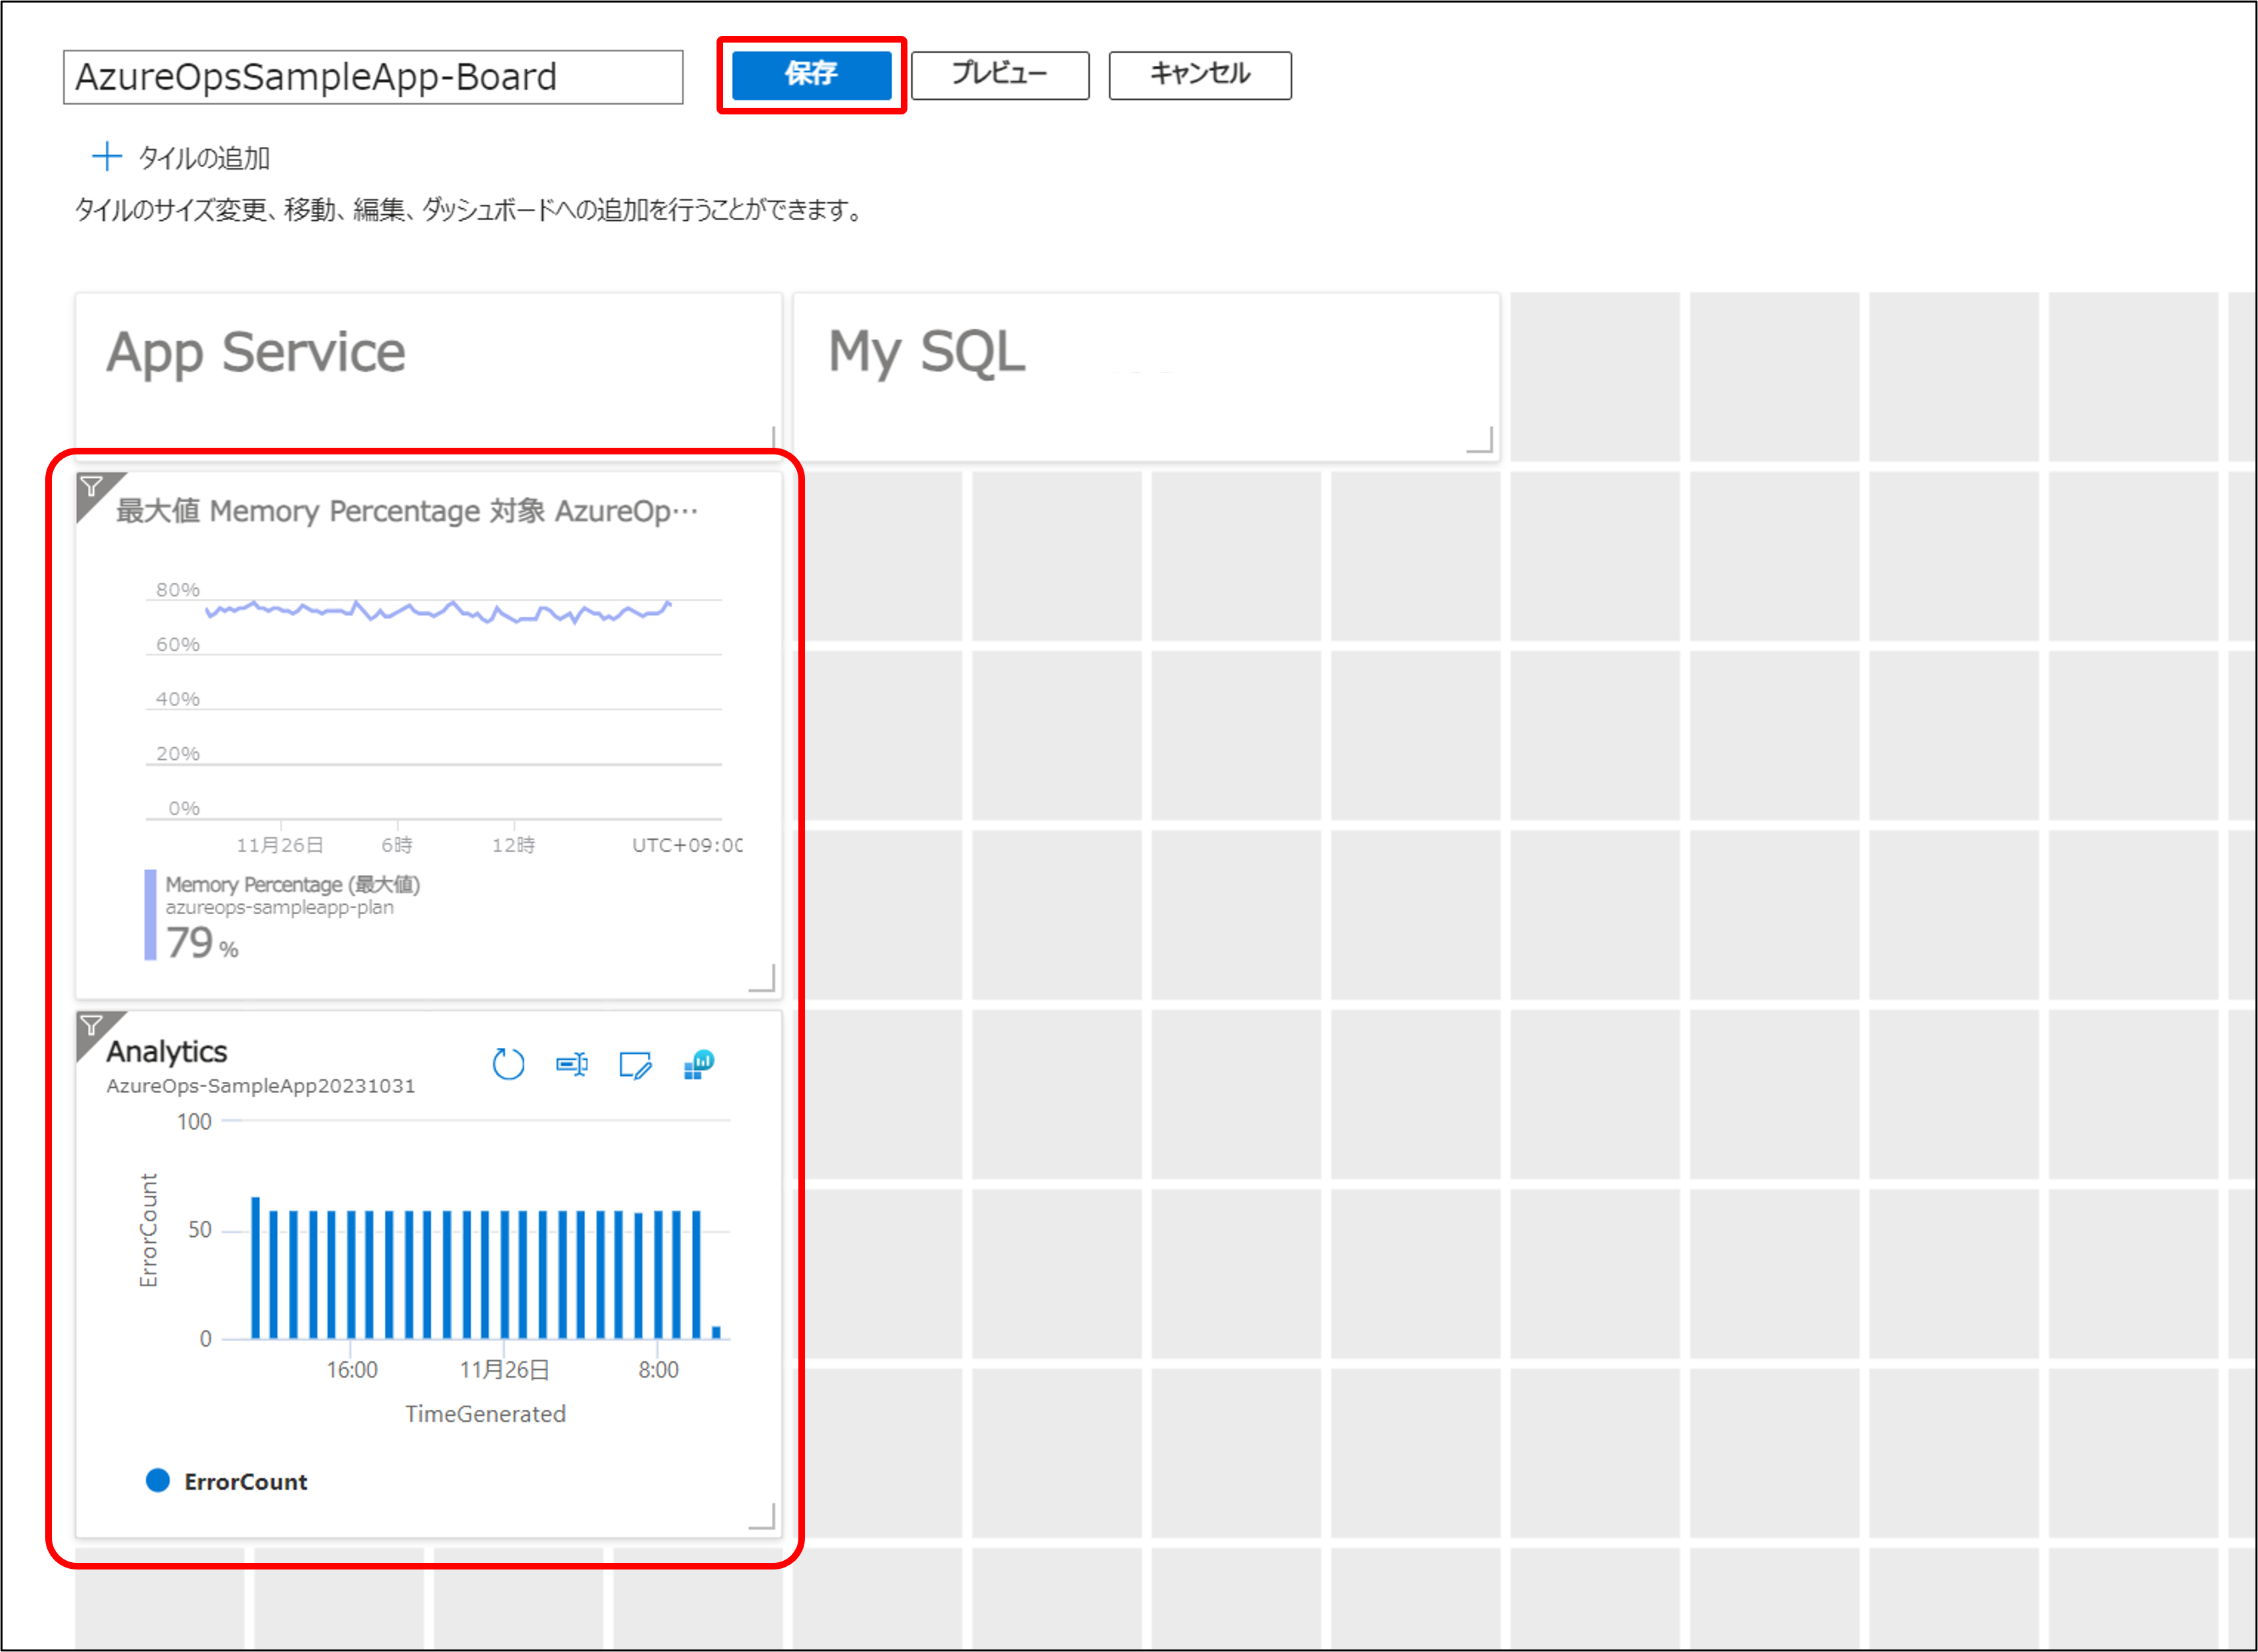 AzureOpsSampleApp-Board
保存
プレビュー
キャンセル
タイルの追加
タイルのサイズ変更、移動、編集、ダッシュボードへの追加を行うことができます。
App Service
My SQL
最大値 Memory Percentage 対象 AzureOp…
80%
60%
40%
20%
0%
11月26日 6時 12時 UTC+09:00
Memory Percentage (最大値)
azureops-sampleapp-plan
79 %
Analytics
AzureOps-SampleApp20231031
100
50
0
ErrorCount
16:00 11月26日 8:00
TimeGenerated
ErrorCount